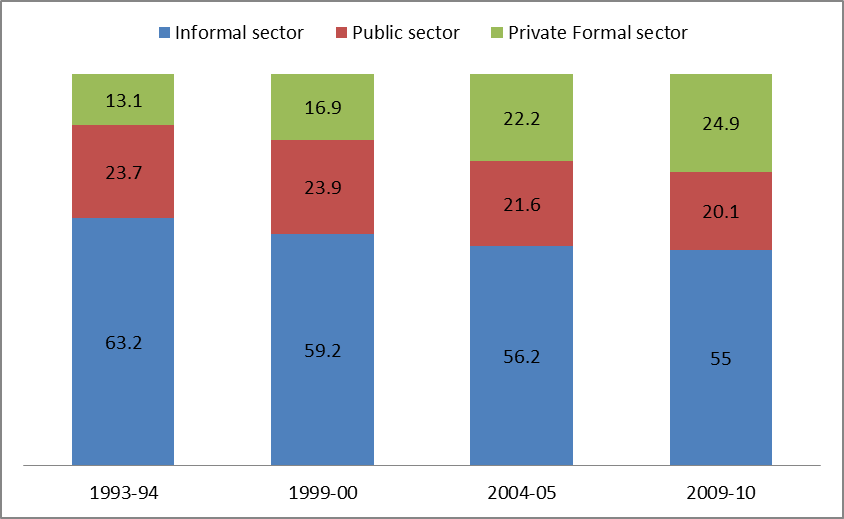 Informal sector Public sector Private Formal sector
13.1 16.9 22.2 24.9
23.7 23.9 21.6 20.1
63.2 59.2 56.2 55
1993-94 1999-00 2004-05 2009-10